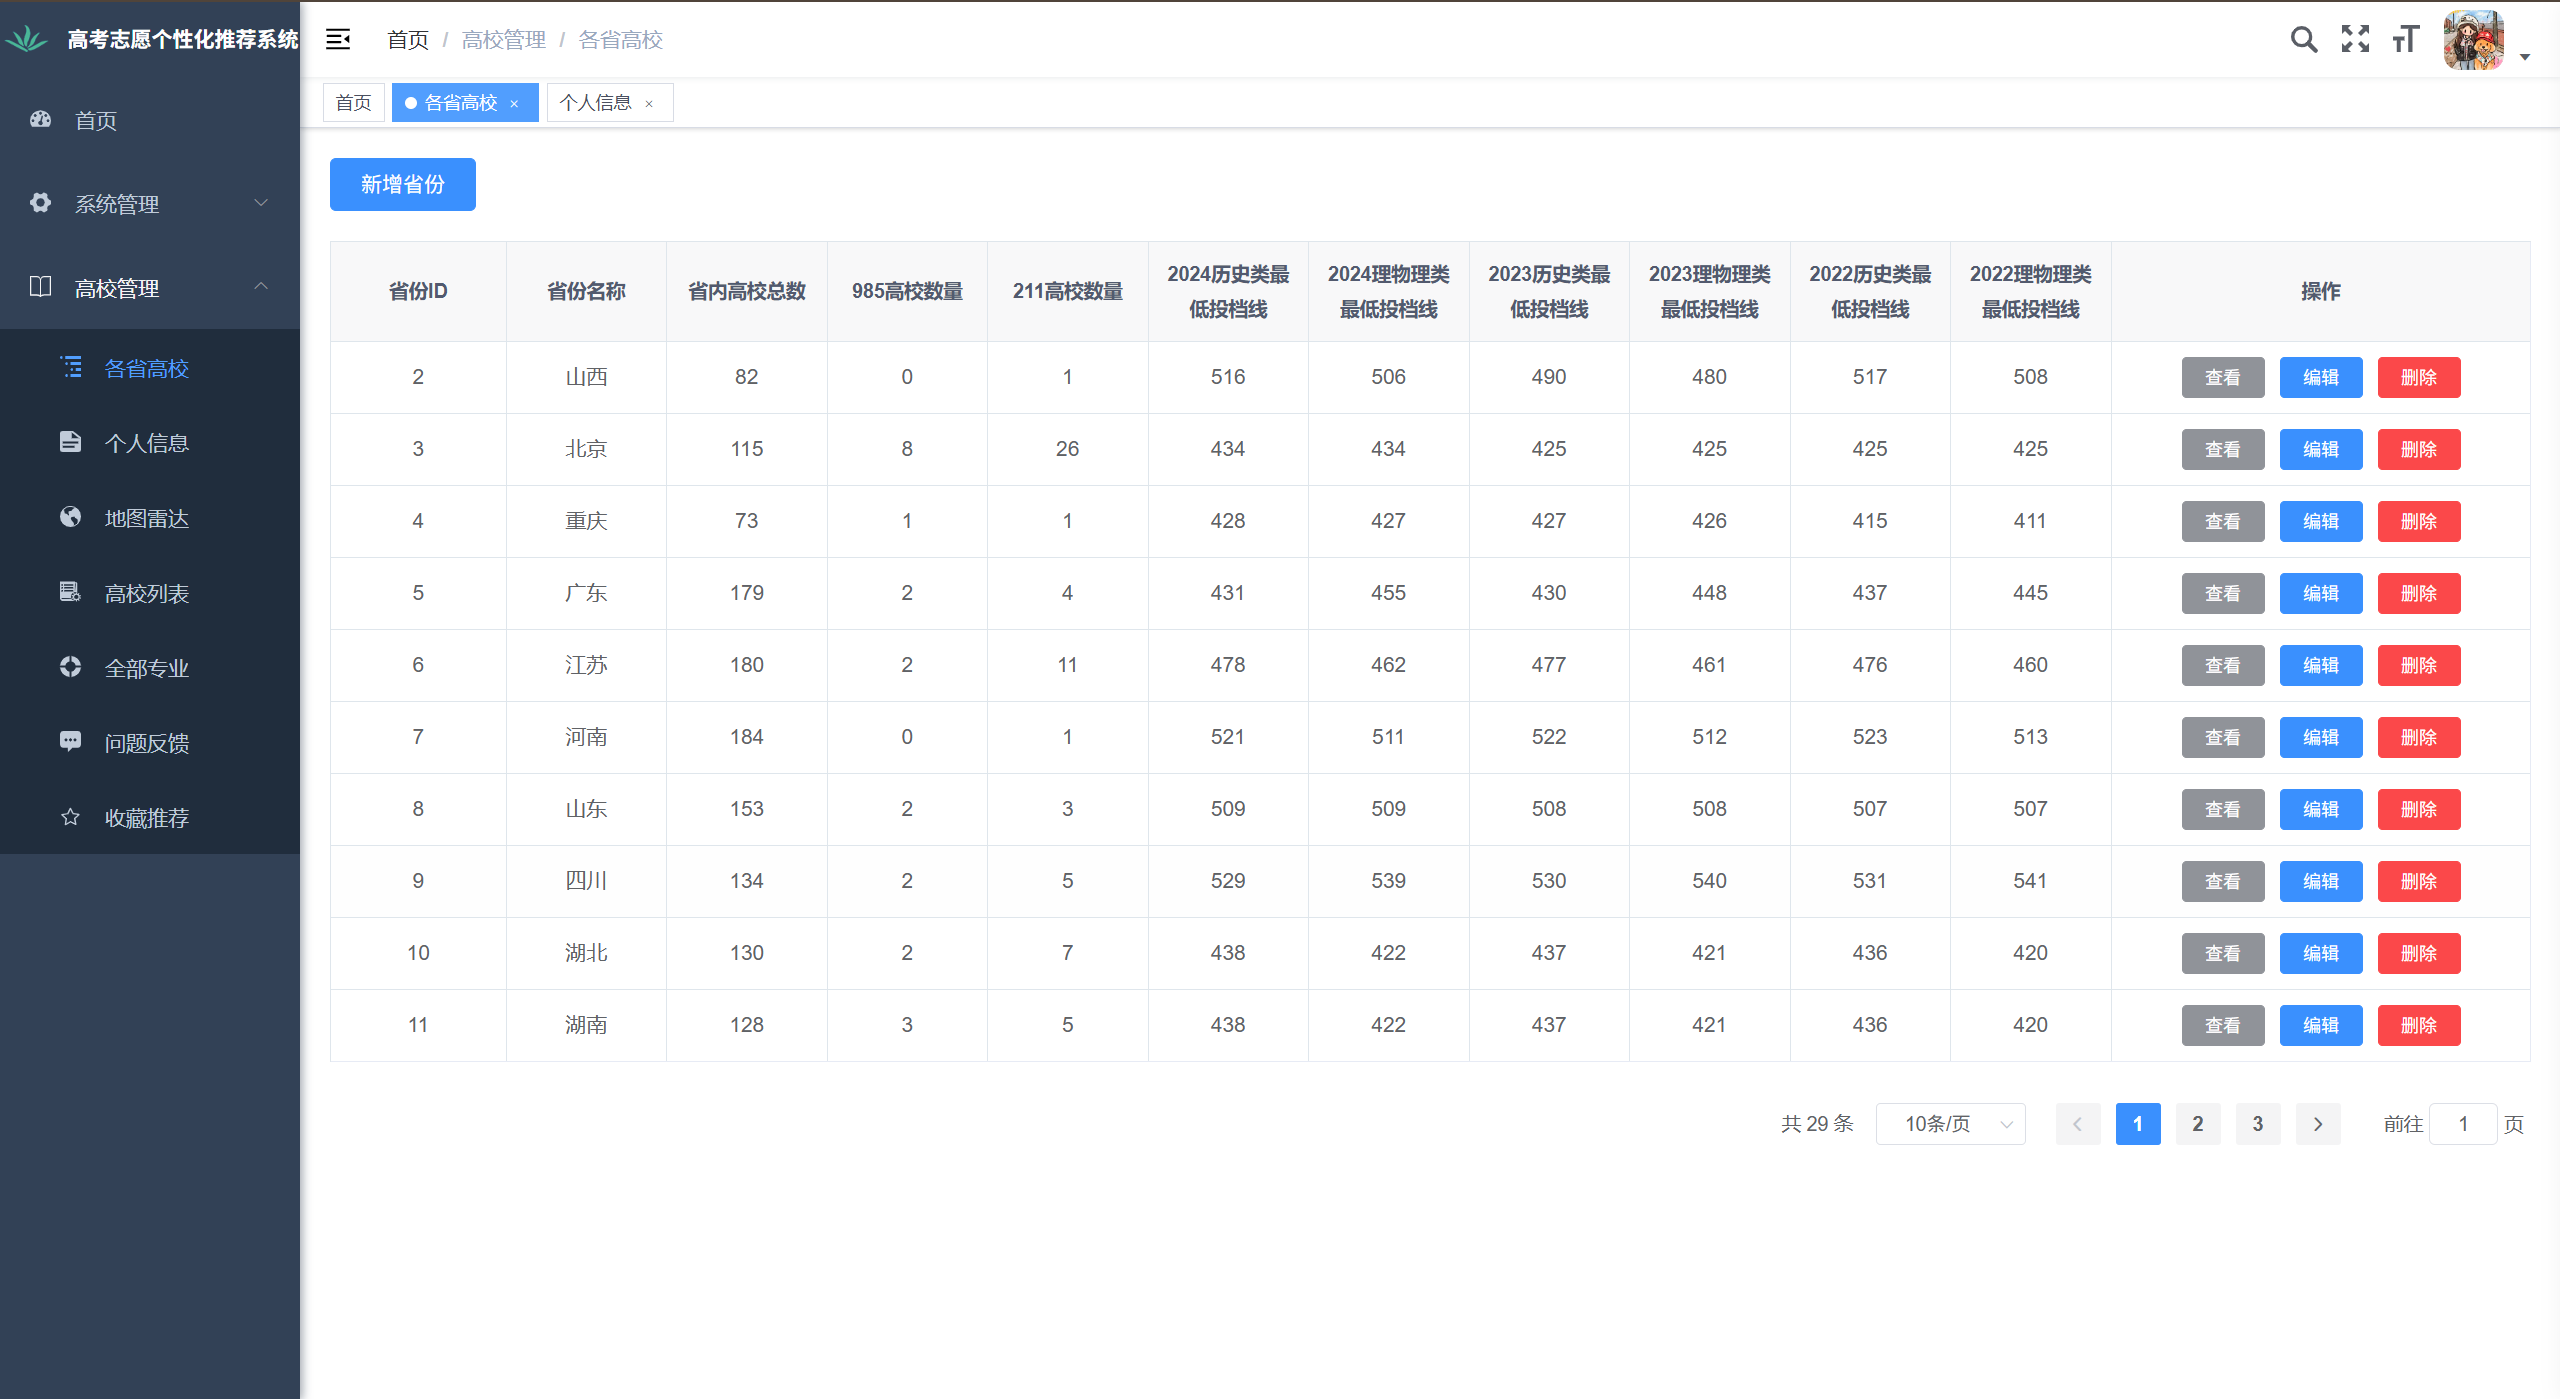 高考志愿个性化推荐系统
首页
系统管理
高校管理
各省高校
个人信息
地图雷达
高校列表
全部专业
问题反馈
收藏推荐
首页 / 高校管理 / 各省高校
首页 各省高校 × 个人信息 ×
新增省份
省份ID 省份名称 省内高校总数 985高校数量 211高校数量 2024历史类最低投档线 2024理物理类最低投档线 2023历史类最低投档线 2023理物理类最低投档线 2022历史类最低投档线 2022理物理类最低投档线 操作
2 山西 82 0 1 516 506 490 480 517 508 查看 编辑 删除
3 北京 115 8 26 434 434 425 425 425 425 查看 编辑 删除
4 重庆 73 1 1 428 427 427 426 415 411 查看 编辑 删除
5 广东 179 2 4 431 455 430 448 437 445 查看 编辑 删除
6 江苏 180 2 11 478 462 477 461 476 460 查看 编辑 删除
7 河南 184 0 1 521 511 522 512 523 513 查看 编辑 删除
8 山东 153 2 3 509 509 508 508 507 507 查看 编辑 删除
9 四川 134 2 5 529 539 530 540 531 541 查看 编辑 删除
10 湖北 130 2 7 438 422 437 421 436 420 查看 编辑 删除
11 湖南 128 3 5 438 422 437 421 436 420 查看 编辑 删除
共 29 条 10条/页 1 2 3 前往 1 页